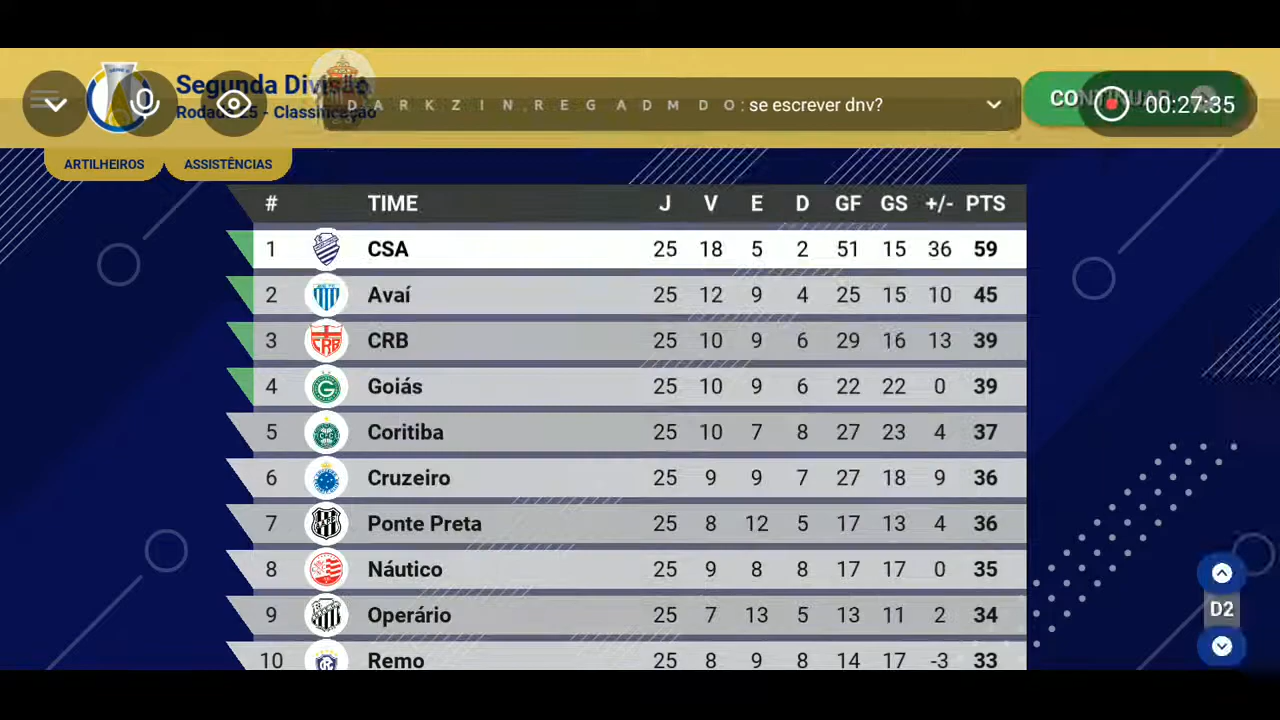 Segunda Divisão
Rodada 25 - Classificação
D A R K Z I N . R E G A D M D O : se escrever dnv?
CONTINUAR
00:27:35
ARTILHEIROS ASSISTÊNCIAS
# TIME J V E D GF GS +/- PTS
1 CSA 25 18 5 2 51 15 36 59
2 Avaí 25 12 9 4 25 15 10 45
3 CRB 25 10 9 6 29 16 13 39
4 Goiás 25 10 9 6 22 22 0 39
5 Coritiba 25 10 7 8 27 23 4 37
6 Cruzeiro 25 9 9 7 27 18 9 36
7 Ponte Preta 25 8 12 5 17 13 4 36
8 Náutico 25 9 8 8 17 17 0 35
9 Operário 25 7 13 5 13 11 2 34
10 Remo 25 8 9 8 14 17 -3 33
D2